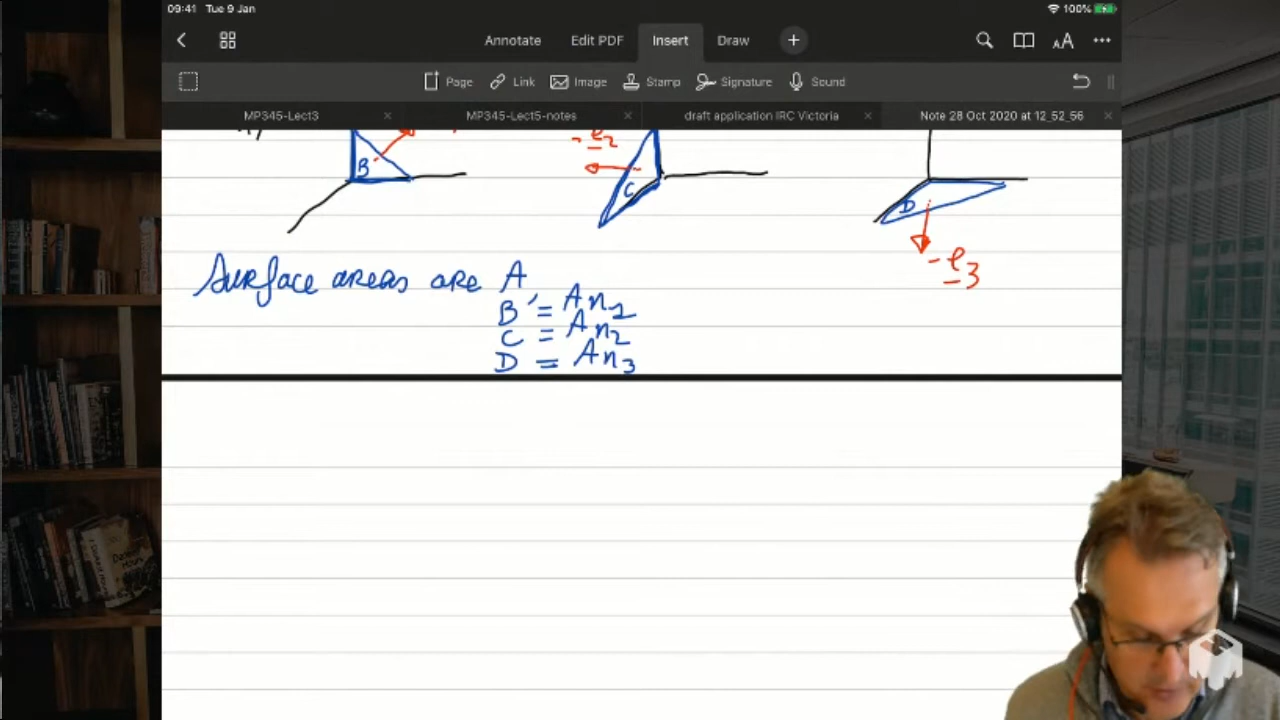 09:41 Tue 9 Jan
100%
Annotate Edit PDF Insert Draw
Page Link Image Stamp Signature Sound
MP345-Lect3 MP345-Lect5-notes draft application IRC Victoria Note 28 Oct 2020 at 12_52_56
B
- e2
C
D
- e3
Surface areas are A,
B = An1
C = An2
D = An3